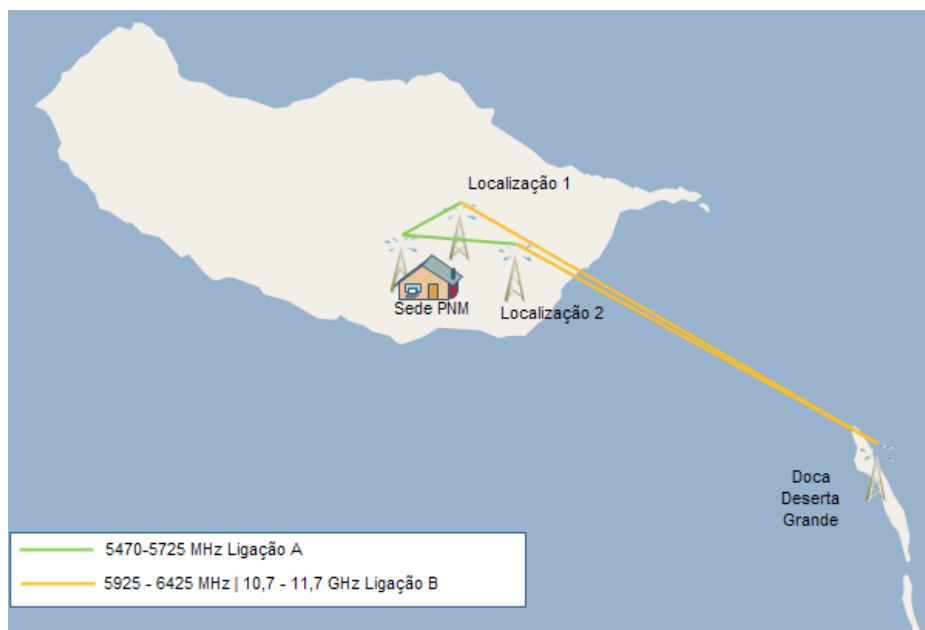 Localização 1
Sede PNM
Localização 2
Doca
Deserta
Grande
5470-5725 MHz Ligação A
5925 - 6425 MHz | 10,7 - 11,7 GHz Ligação B